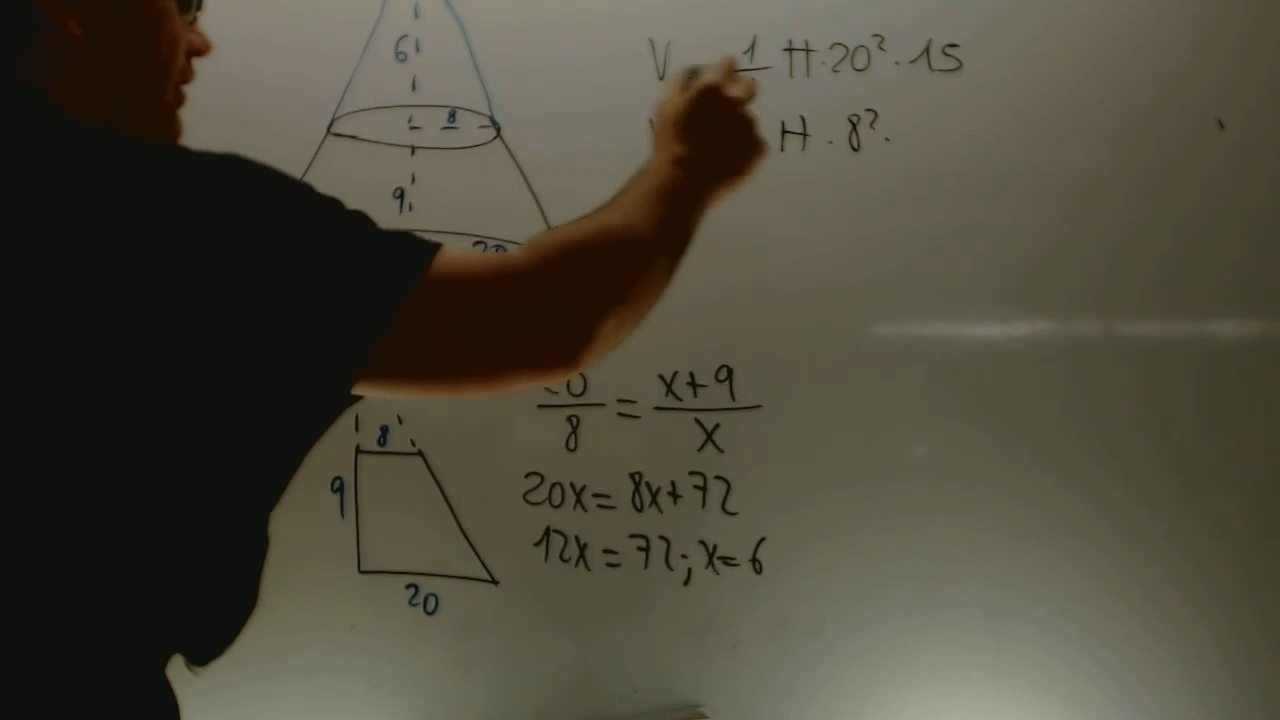 6
8
9
20
V 1 π·20²·15
π·8²·
20/8 = x+9/x
20x=8x+72
12x=72; x=6
8
9
20